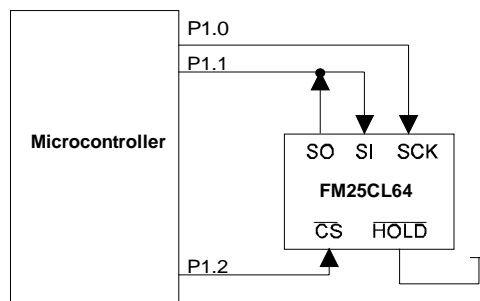 P1.0
P1.1
Microcontroller
SO SI SCK
FM25CL64
CS HOLD
P1.2